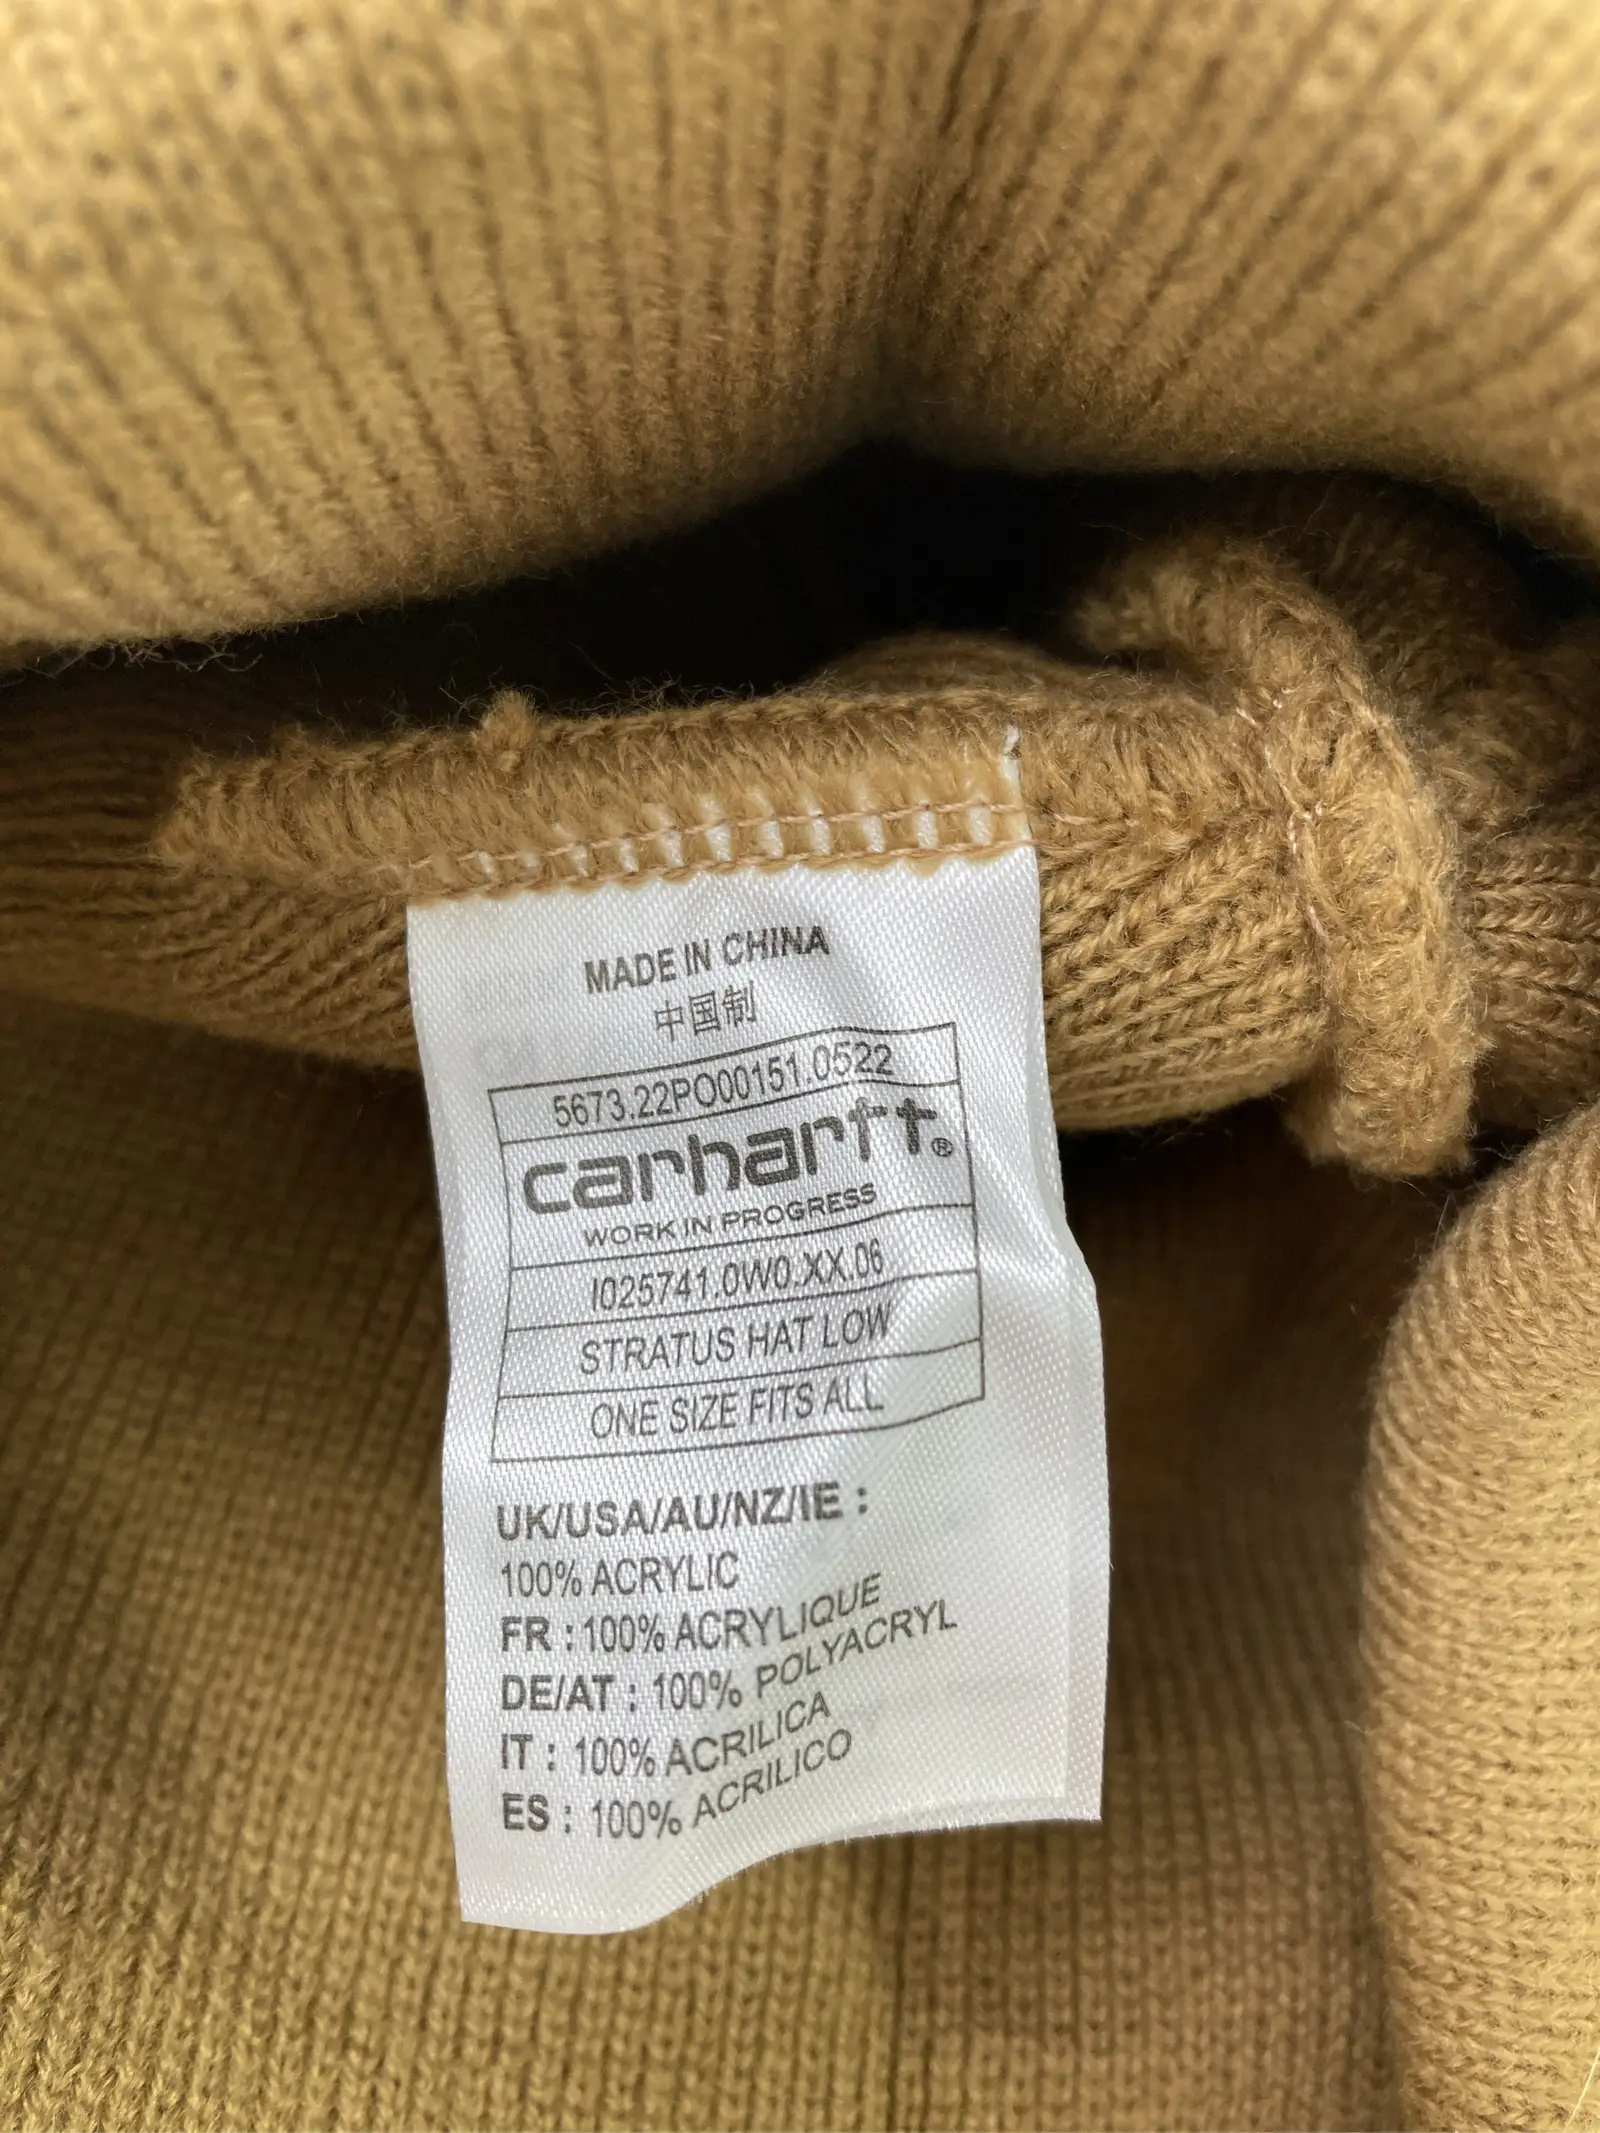 MADE IN CHINA
中国制
5673.22PO00151.0522
carhartt®
WORK IN PROGRESS
I025741.0W0.XX.06
STRATUS HAT LOW
ONE SIZE FITS ALL
UK/USA/AU/NZ/IE :
100% ACRYLIC
FR : 100% ACRYLIQUE
DE/AT : 100% POLYACRYL
IT : 100% ACRILICA
ES : 100% ACRILICO